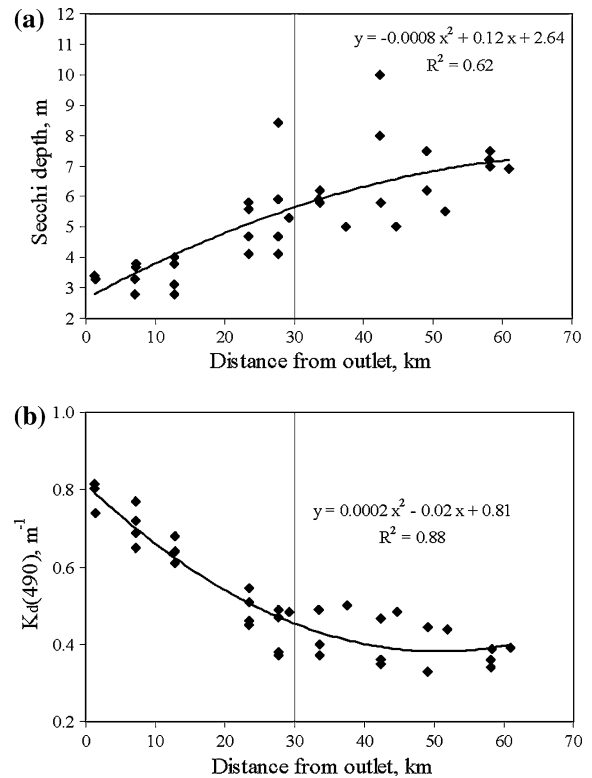 (a)
12
11
10
9
8
7
6
5
4
3
2
Secchi depth, m
y = -0.0008 x² + 0.12 x + 2.64
R² = 0.62
0 10 20 30 40 50 60 70
Distance from outlet, km
(b)
1.0
0.8
0.6
0.4
0.2
Kd(490), m⁻¹
y = 0.0002 x² - 0.02 x + 0.81
R² = 0.88
0 10 20 30 40 50 60 70
Distance from outlet, km